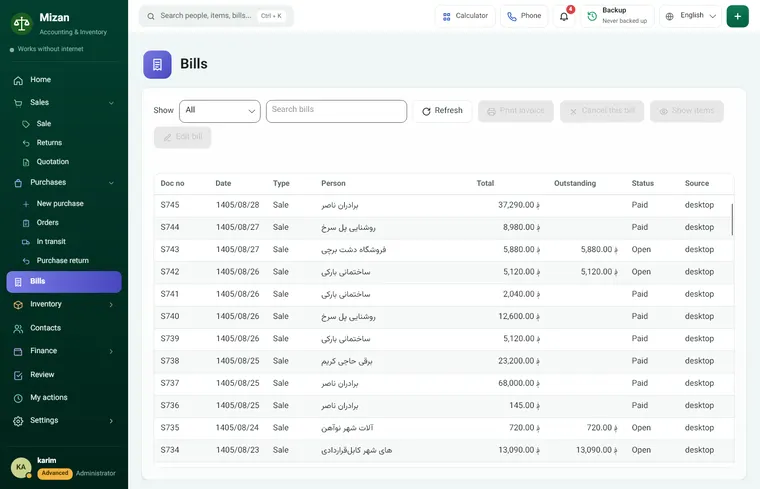 Mizan
Accounting & Inventory
Works without internet
Home
Sales
Sale
Returns
Quotation
Purchases
New purchase
Orders
In transit
Purchase return
Bills
Inventory
Contacts
Finance
Review
My actions
Settings
KA
karim
Advanced Administrator
Search people, items, bills... Ctrl + K
Calculator
Phone
4
Backup
Never backed up
English
Bills
Show All Search bills Refresh Print invoice Cancel this bill Show items
Edit bill
Doc no Date Type Person Total Outstanding Status Source
S745 1405/08/28 Sale برادران ناصر 37,290.00 ؋ Paid desktop
S744 1405/08/27 Sale روشنایی پل سرخ 8,980.00 ؋ Paid desktop
S743 1405/08/27 Sale فروشگاه دشت برچی 5,880.00 ؋ 5,880.00 ؋ Open desktop
S742 1405/08/26 Sale ساختمانی بارکی 5,120.00 ؋ 5,120.00 ؋ Open desktop
S741 1405/08/26 Sale ساختمانی بارکی 2,040.00 ؋ Paid desktop
S740 1405/08/26 Sale روشنایی پل سرخ 12,600.00 ؋ Paid desktop
S739 1405/08/26 Sale ساختمانی بارکی 5,120.00 ؋ Paid desktop
S738 1405/08/25 Sale برقی حاجی کریم 23,200.00 ؋ Paid desktop
S737 1405/08/25 Sale برادران ناصر 68,000.00 ؋ Paid desktop
S736 1405/08/25 Sale برادران ناصر 145.00 ؋ Paid desktop
S735 1405/08/24 Sale آلات شهر نوآهن 720.00 ؋ 720.00 ؋ Open desktop
S734 1405/08/23 Sale های شهر کابل‌قراردادی 13,090.00 ؋ 13,090.00 ؋ Open desktop